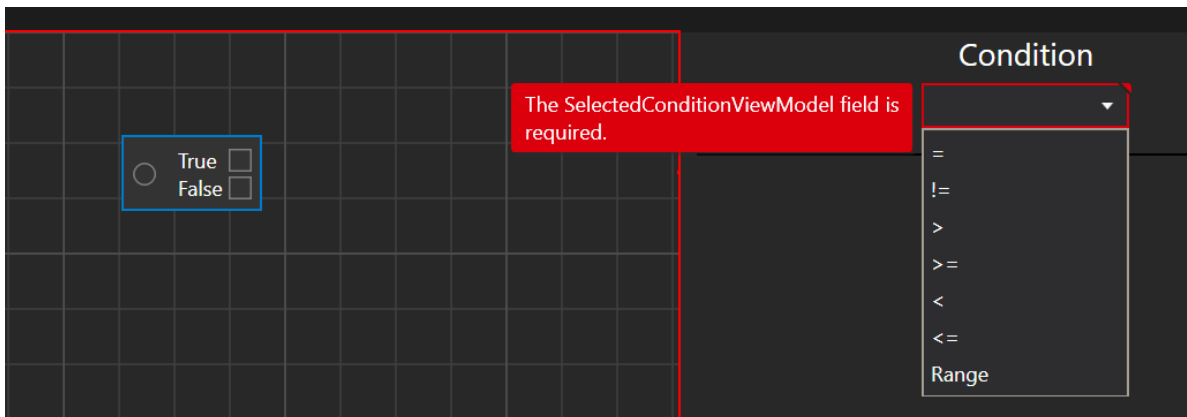 Condition
The SelectedConditionViewModel field is
required.
True
False
=
!=
>
>=
<
<=
Range